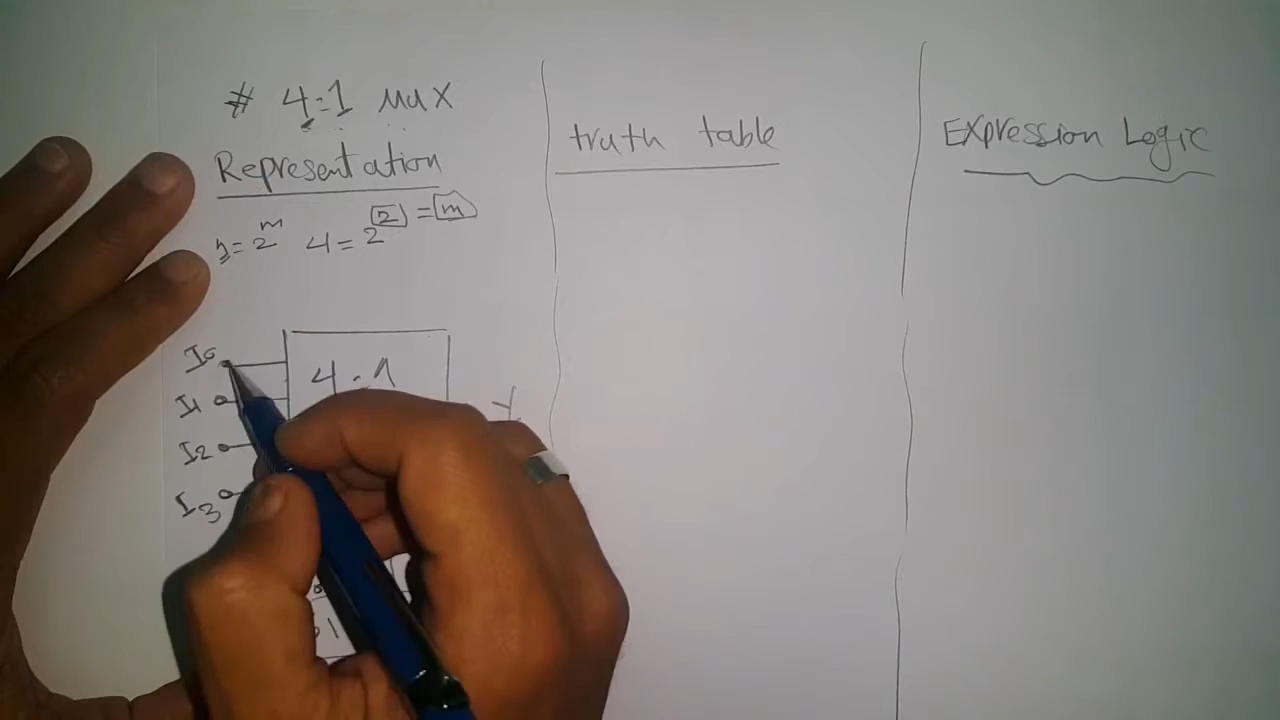 # 4:1 MUX
Representation
n=2^m 4=2^2=m
I0
I1
I2
I3
4:1
Y
truth table
Expression Logic